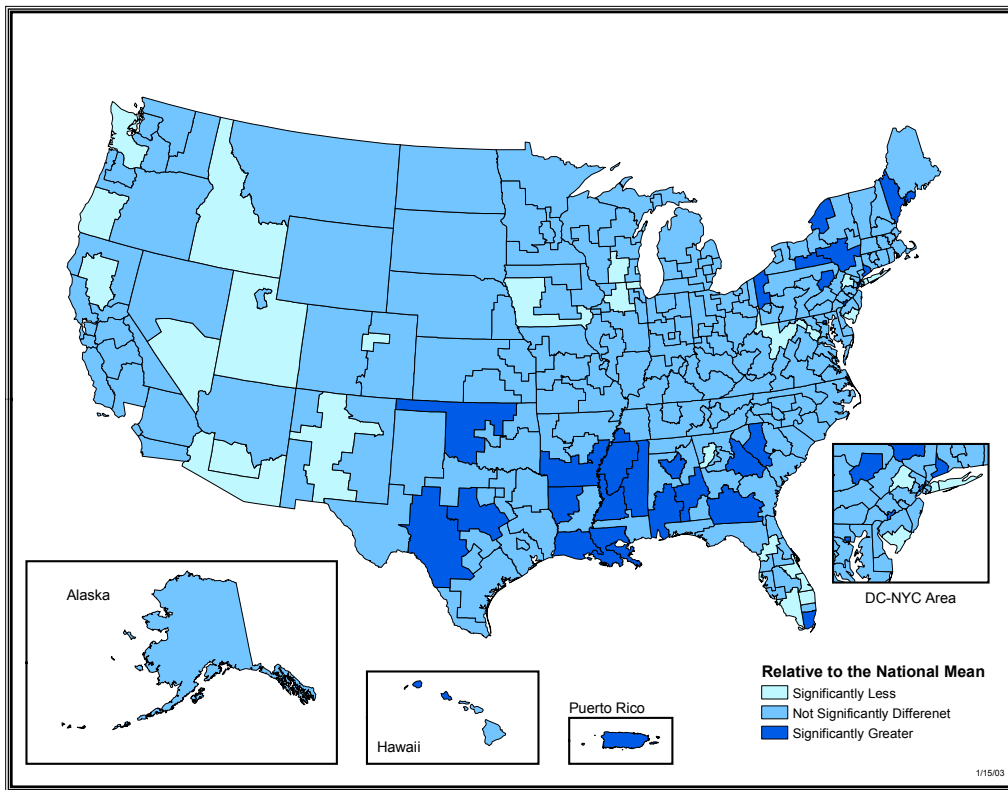 DC-NYC Area
Alaska
Hawaii
Puerto Rico
Relative to the National Mean
Significantly Less
Not Significantly Differenet
Significantly Greater
1/15/03